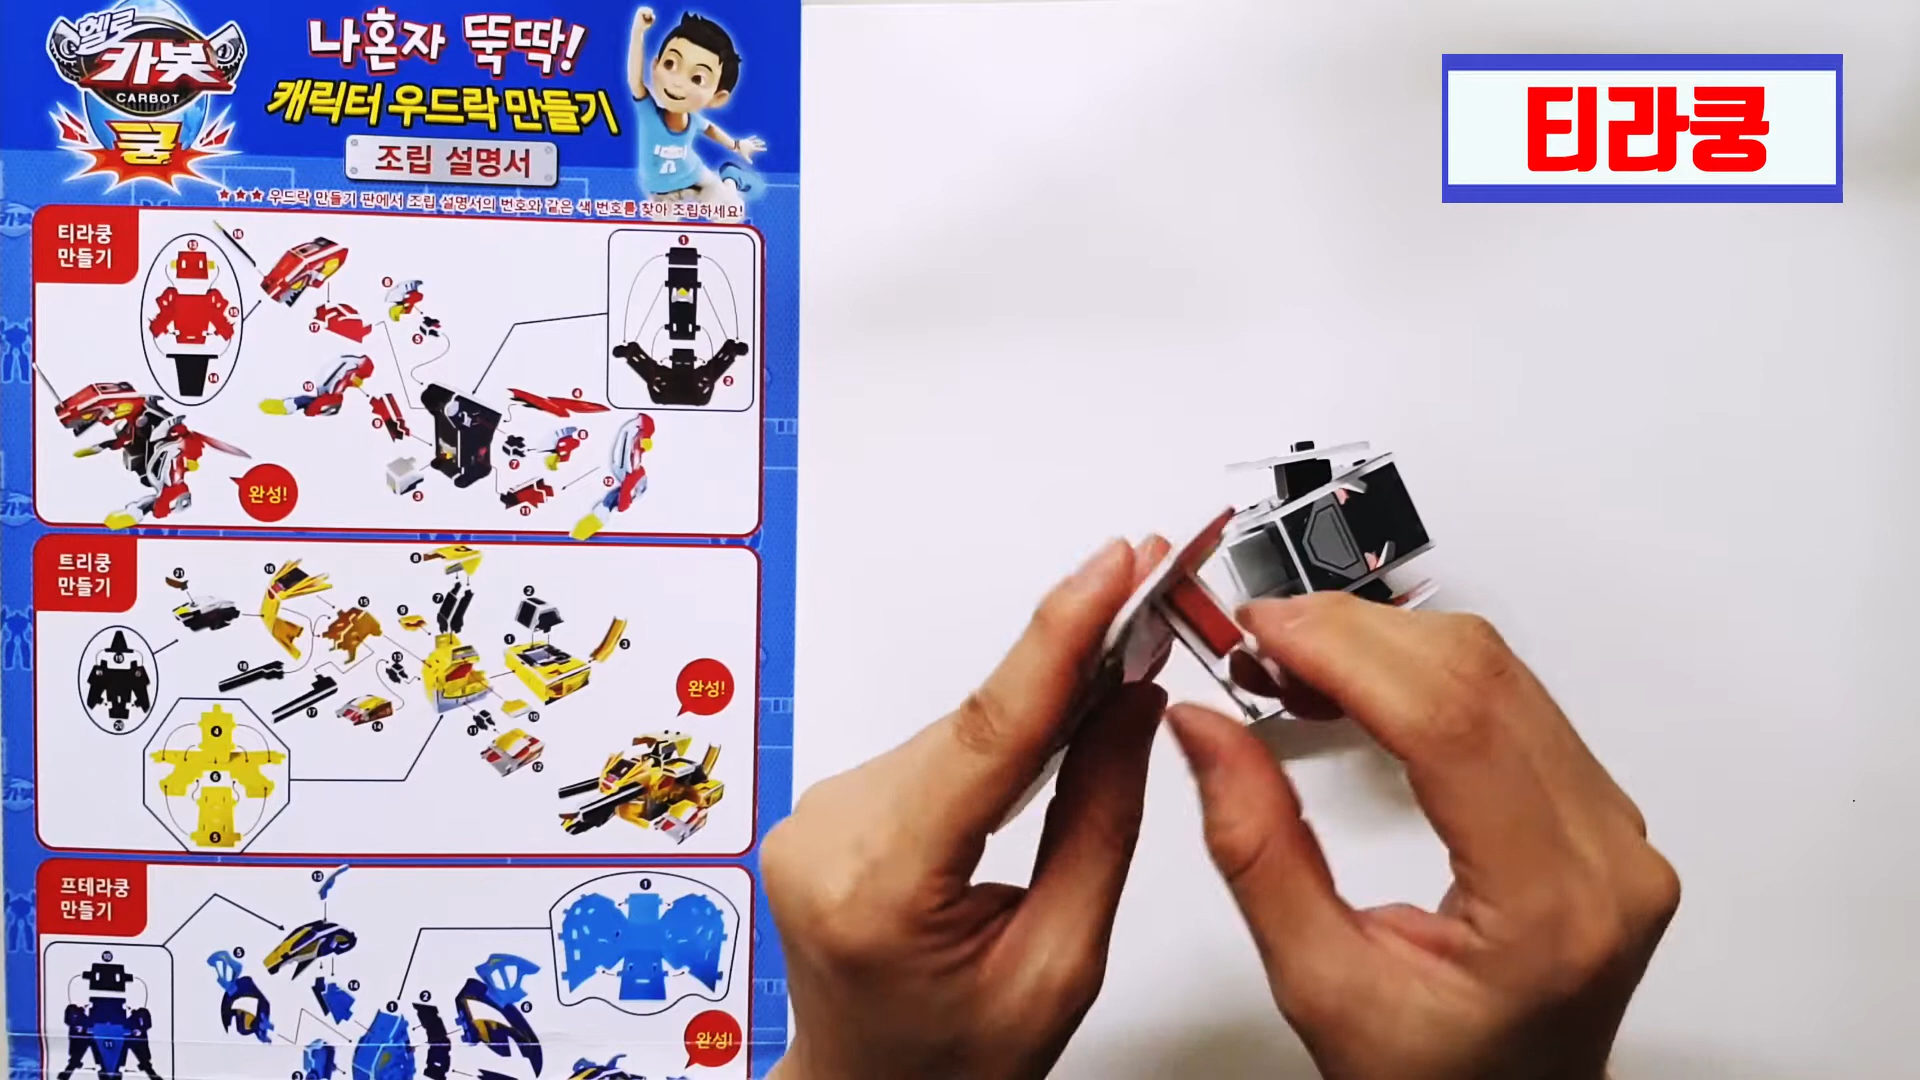 헬로
카봇
CARBOT
쿵
나혼자 뚝딱!
캐릭터 우드락 만들기
조립 설명서
★★★ 우드락 만들기 판에서 조립 설명서의 번호와 같은 색 번호를 찾아 조립하세요!
티라쿵
티라쿵
만들기
완성!
트리쿵
만들기
완성!
프테라쿵
만들기
완성!